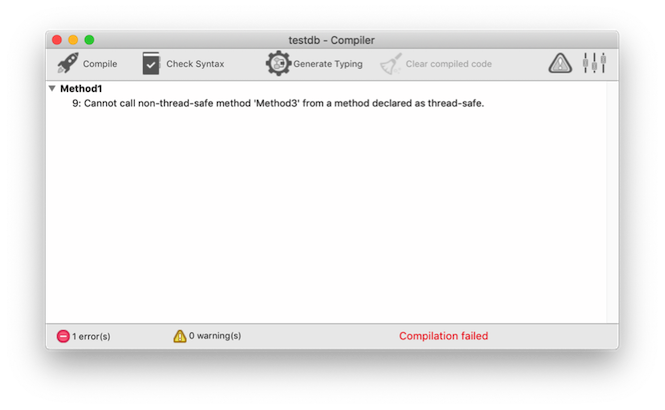 testdb - Compiler
Compile Check Syntax Generate Typing Clear compiled code
Method1
9: Cannot call non-thread-safe method 'Method3' from a method declared as thread-safe.
1 error(s) 0 warning(s) Compilation failed